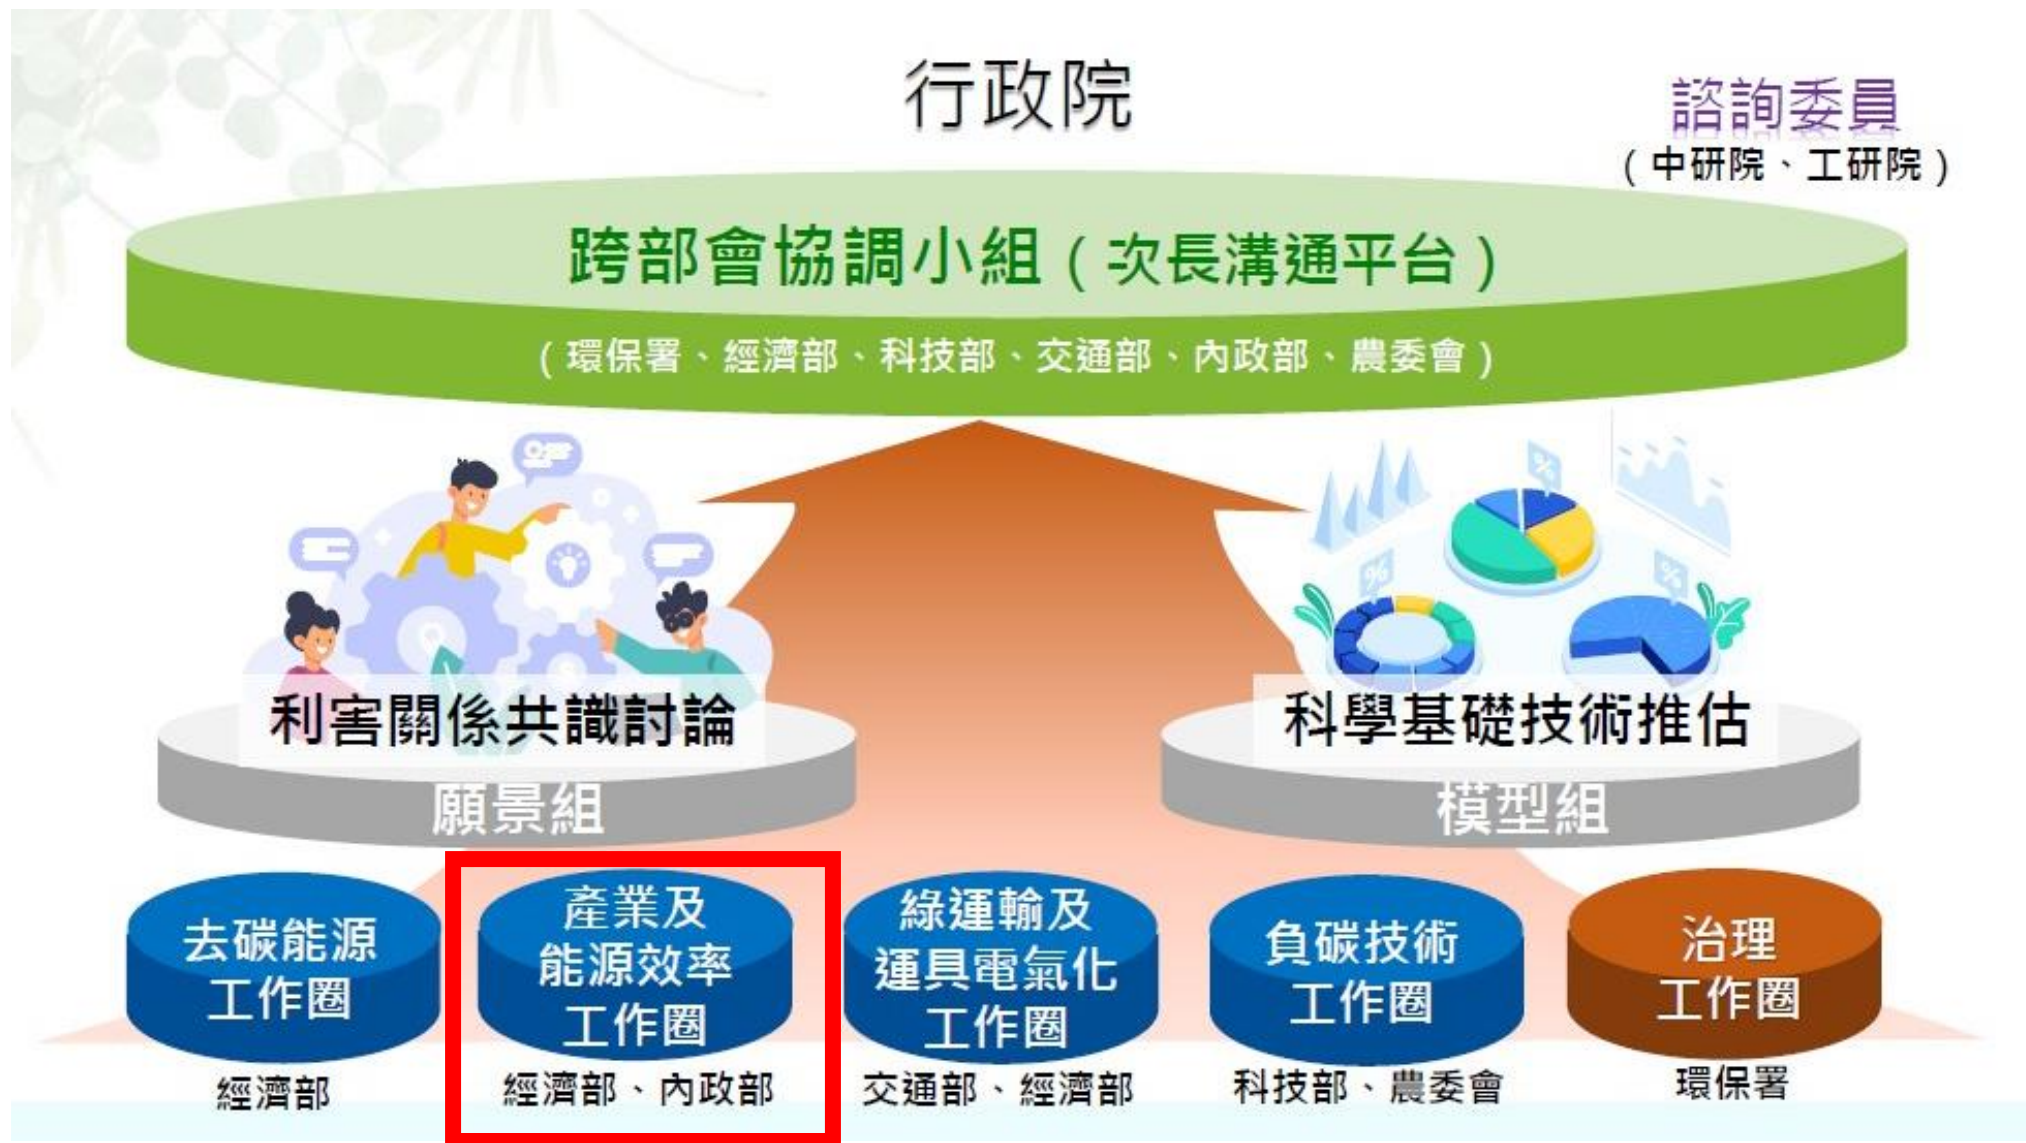 行政院
諮詢委員
（中研院、工研院）
跨部會協調小組（次長溝通平台）
（環保署、經濟部、科技部、交通部、內政部、農委會）
利害關係共識討論
願景組
科學基礎技術推估
模型組
去碳能源
工作圈
經濟部
產業及
能源效率
工作圈
經濟部、內政部
綠運輸及
運具電氣化
工作圈
交通部、經濟部
負碳技術
工作圈
科技部、農委會
治理
工作圈
環保署
%
%
%